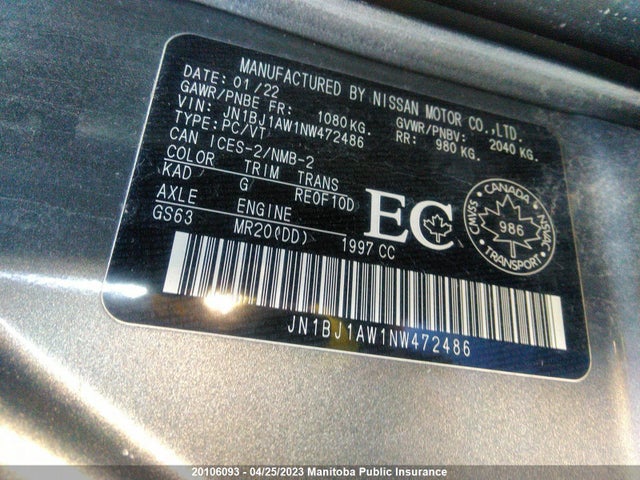 MANUFACTURED BY NISSAN MOTOR CO.,LTD.
DATE: 01/22
GAWR/PNBE FR: 1080KG. GVWR/PNBV: 2040 KG.
RR: 980 KG.
VIN: JN1BJ1AW1NW472486
TYPE: PC/VT
CAN ICES-2/NMB-2
COLOR TRIM TRANS
KAD G RE0F10D
AXLE ENGINE
GS63 MR20(DD) 1997 CC
EC
CANADA
CMVSS 986 NSVAC
TRANSPORT
JN1BJ1AW1NW472486
20106093 - 04/25/2023 Manitoba Public Insurance